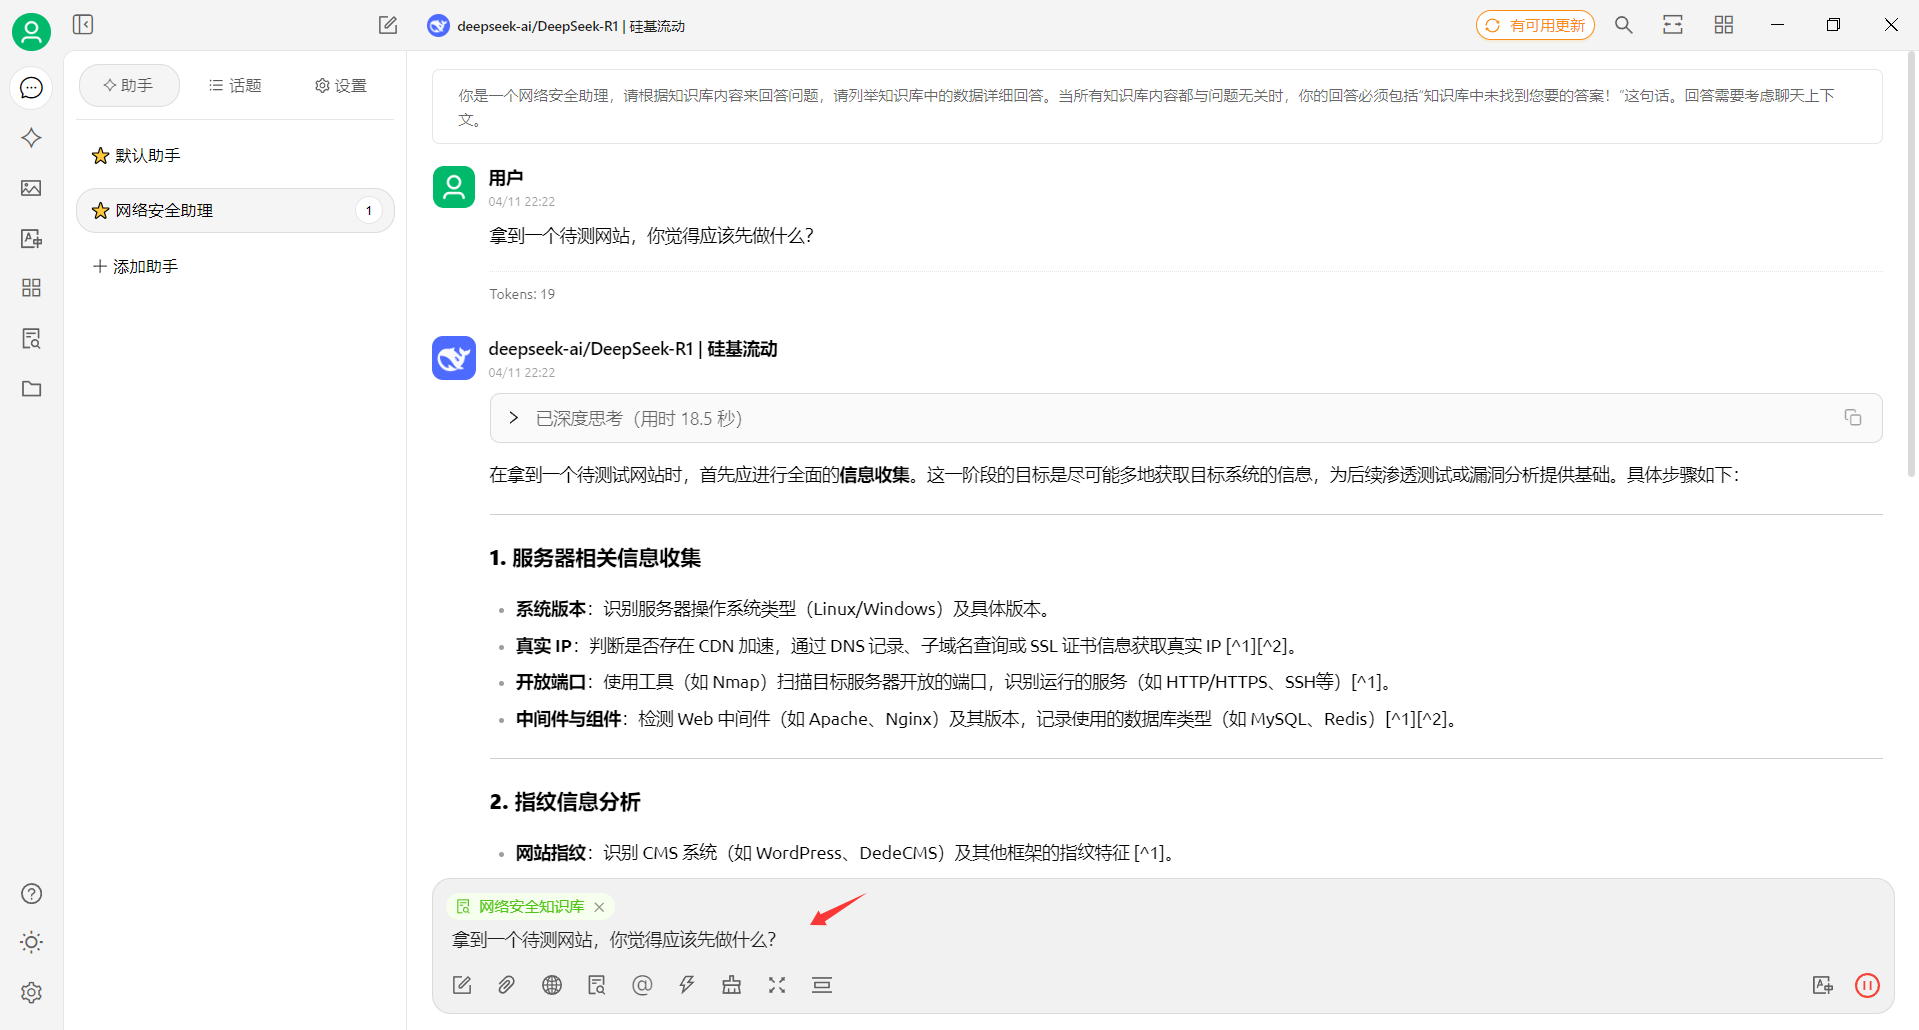 deepseek-ai/DeepSeek-R1 | 硅基流动
有可用更新
助手
话题
设置
默认助手
网络安全助理
1
添加助手
你是一个网络安全助理，请根据知识库内容来回答问题，请列举知识库中的数据详细回答。当所有知识库内容都与问题无关时，你的回答必须包括“知识库中未找到您要的答案！”这句话。回答需要考虑聊天上下
文。
用户
04/11 22:22
拿到一个待测网站，你觉得应该先做什么？
Tokens: 19
deepseek-ai/DeepSeek-R1 | 硅基流动
04/11 22:22
已深度思考（用时 18.5 秒）
在拿到一个待测试网站时，首先应进行全面的信息收集。这一阶段的目标是尽可能多地获取目标系统的信息，为后续渗透测试或漏洞分析提供基础。具体步骤如下：
1. 服务器相关信息收集
• 系统版本：识别服务器操作系统类型（Linux/Windows）及具体版本。
• 真实 IP：判断是否存在 CDN 加速，通过 DNS 记录、子域名查询或 SSL 证书信息获取真实 IP [^1][^2]。
• 开放端口：使用工具（如 Nmap）扫描目标服务器开放的端口，识别运行的服务（如 HTTP/HTTPS、SSH等）[^1]。
• 中间件与组件：检测 Web 中间件（如 Apache、Nginx）及其版本，记录使用的数据库类型（如 MySQL、Redis）[^1][^2]。
2. 指纹信息分析
• 网站指纹：识别 CMS 系统（如 WordPress、DedeCMS）及其他框架的指纹特征 [^1]。
网络安全知识库
拿到一个待测网站，你觉得应该先做什么？